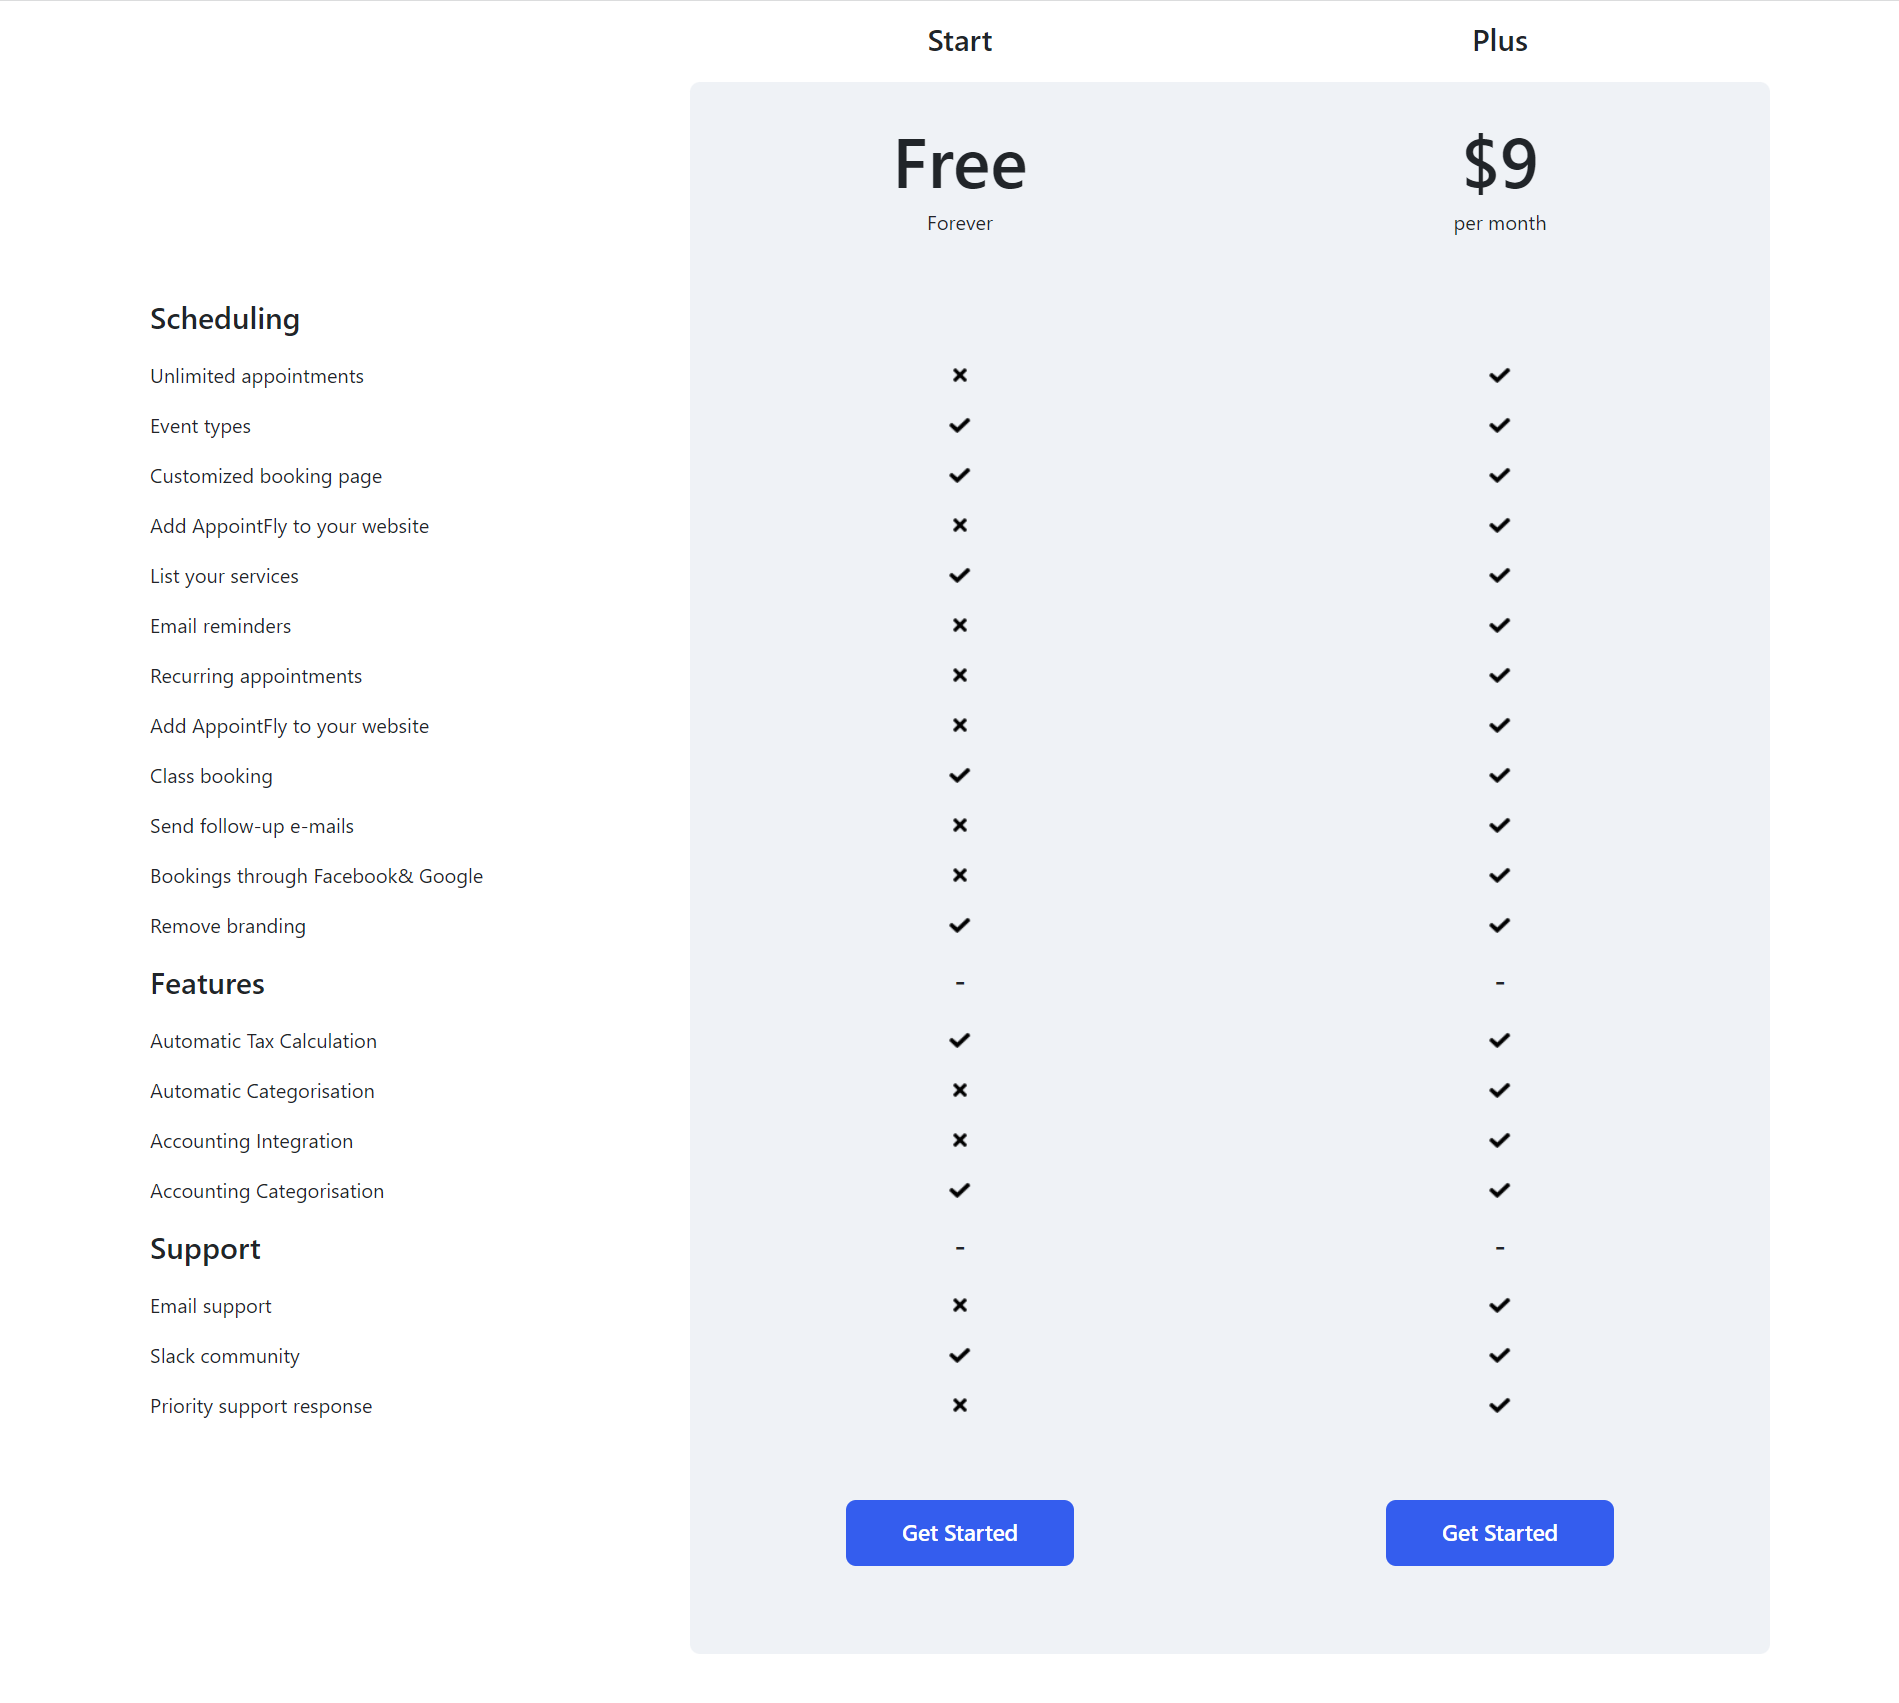 Start Plus
Free $9
Forever per month
Scheduling
Unlimited appointments
Event types
Customized booking page
Add AppointFly to your website
List your services
Email reminders
Recurring appointments
Add AppointFly to your website
Class booking
Send follow-up e-mails
Bookings through Facebook& Google
Remove branding
Features - -
Automatic Tax Calculation
Automatic Categorisation
Accounting Integration
Accounting Categorisation
Support - -
Email support
Slack community
Priority support response
Get Started Get Started